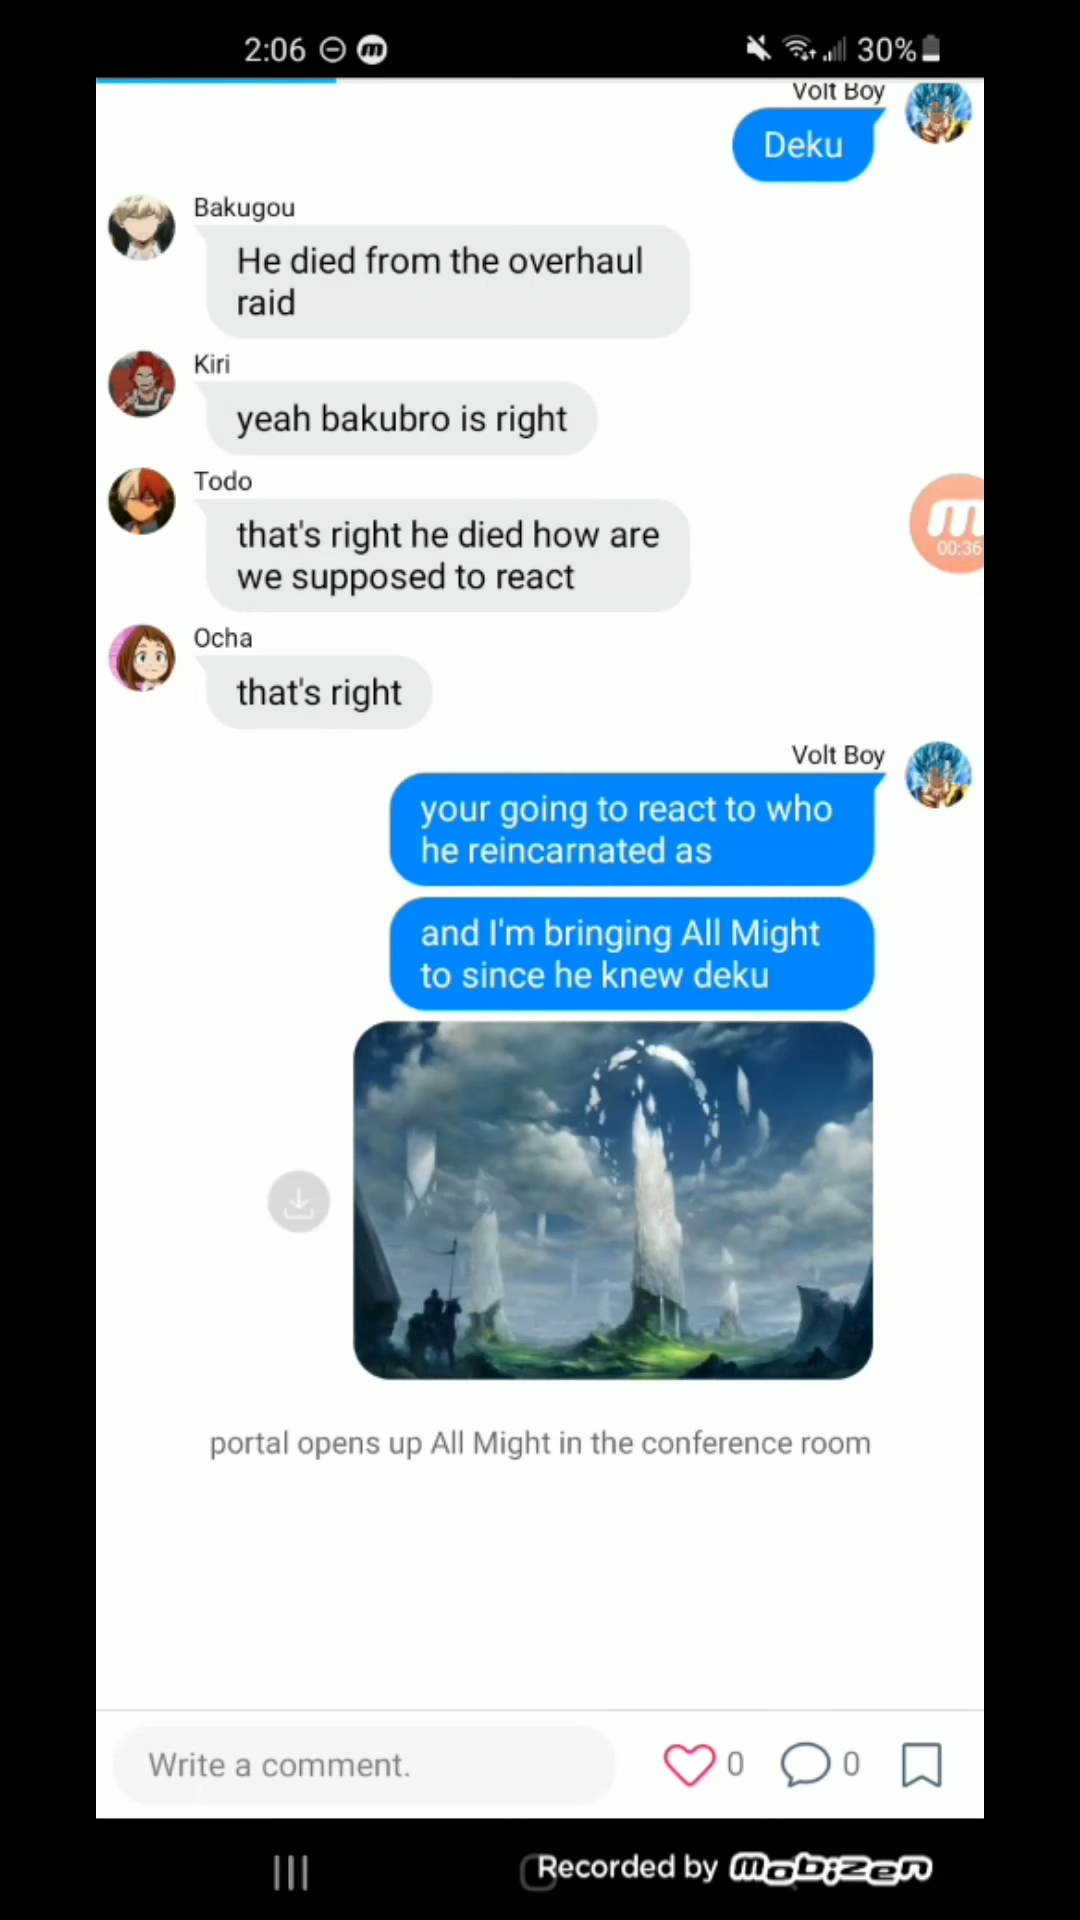 2:06
30%
Volt Boy
Deku
Bakugou
He died from the overhaul
raid
Kiri
yeah bakubro is right
Todo
that's right he died how are
we supposed to react
00:36
Ocha
that's right
Volt Boy
your going to react to who
he reincarnated as
and I'm bringing All Might
to since he knew deku
portal opens up All Might in the conference room
Write a comment.
0
0
Recorded by Mobizen